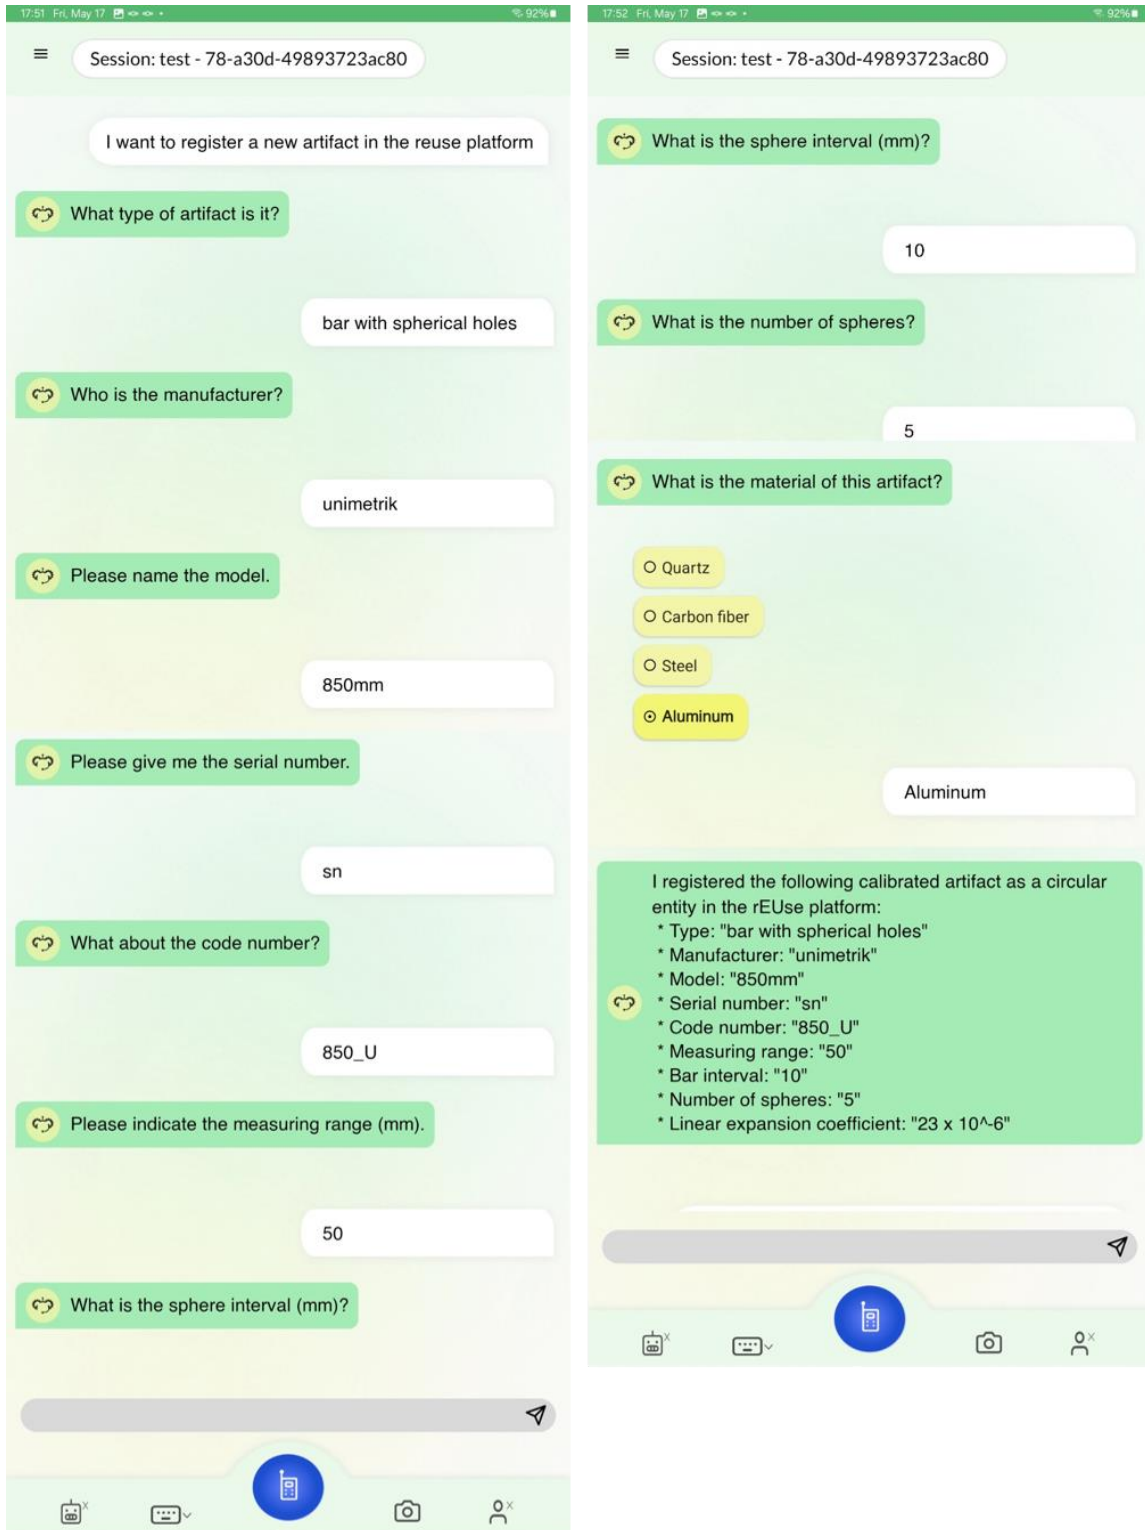 17:51 Fri, May 17
92%
Session: test - 78-a30d-49893723ac80
I want to register a new artifact in the reuse platform
What type of artifact is it?
bar with spherical holes
Who is the manufacturer?
unimetrik
Please name the model.
850mm
Please give me the serial number.
sn
What about the code number?
850_U
Please indicate the measuring range (mm).
50
What is the sphere interval (mm)?
17:52 Fri, May 17
92%
Session: test - 78-a30d-49893723ac80
What is the sphere interval (mm)?
10
What is the number of spheres?
5
What is the material of this artifact?
Quartz
Carbon fiber
Steel
Aluminum
Aluminum
I registered the following calibrated artifact as a circular
entity in the rEUse platform:
* Type: "bar with spherical holes"
* Manufacturer: "unimetrik"
* Model: "850mm"
* Serial number: "sn"
* Code number: "850_U"
* Measuring range: "50"
* Bar interval: "10"
* Number of spheres: "5"
* Linear expansion coefficient: "23 x 10^-6"